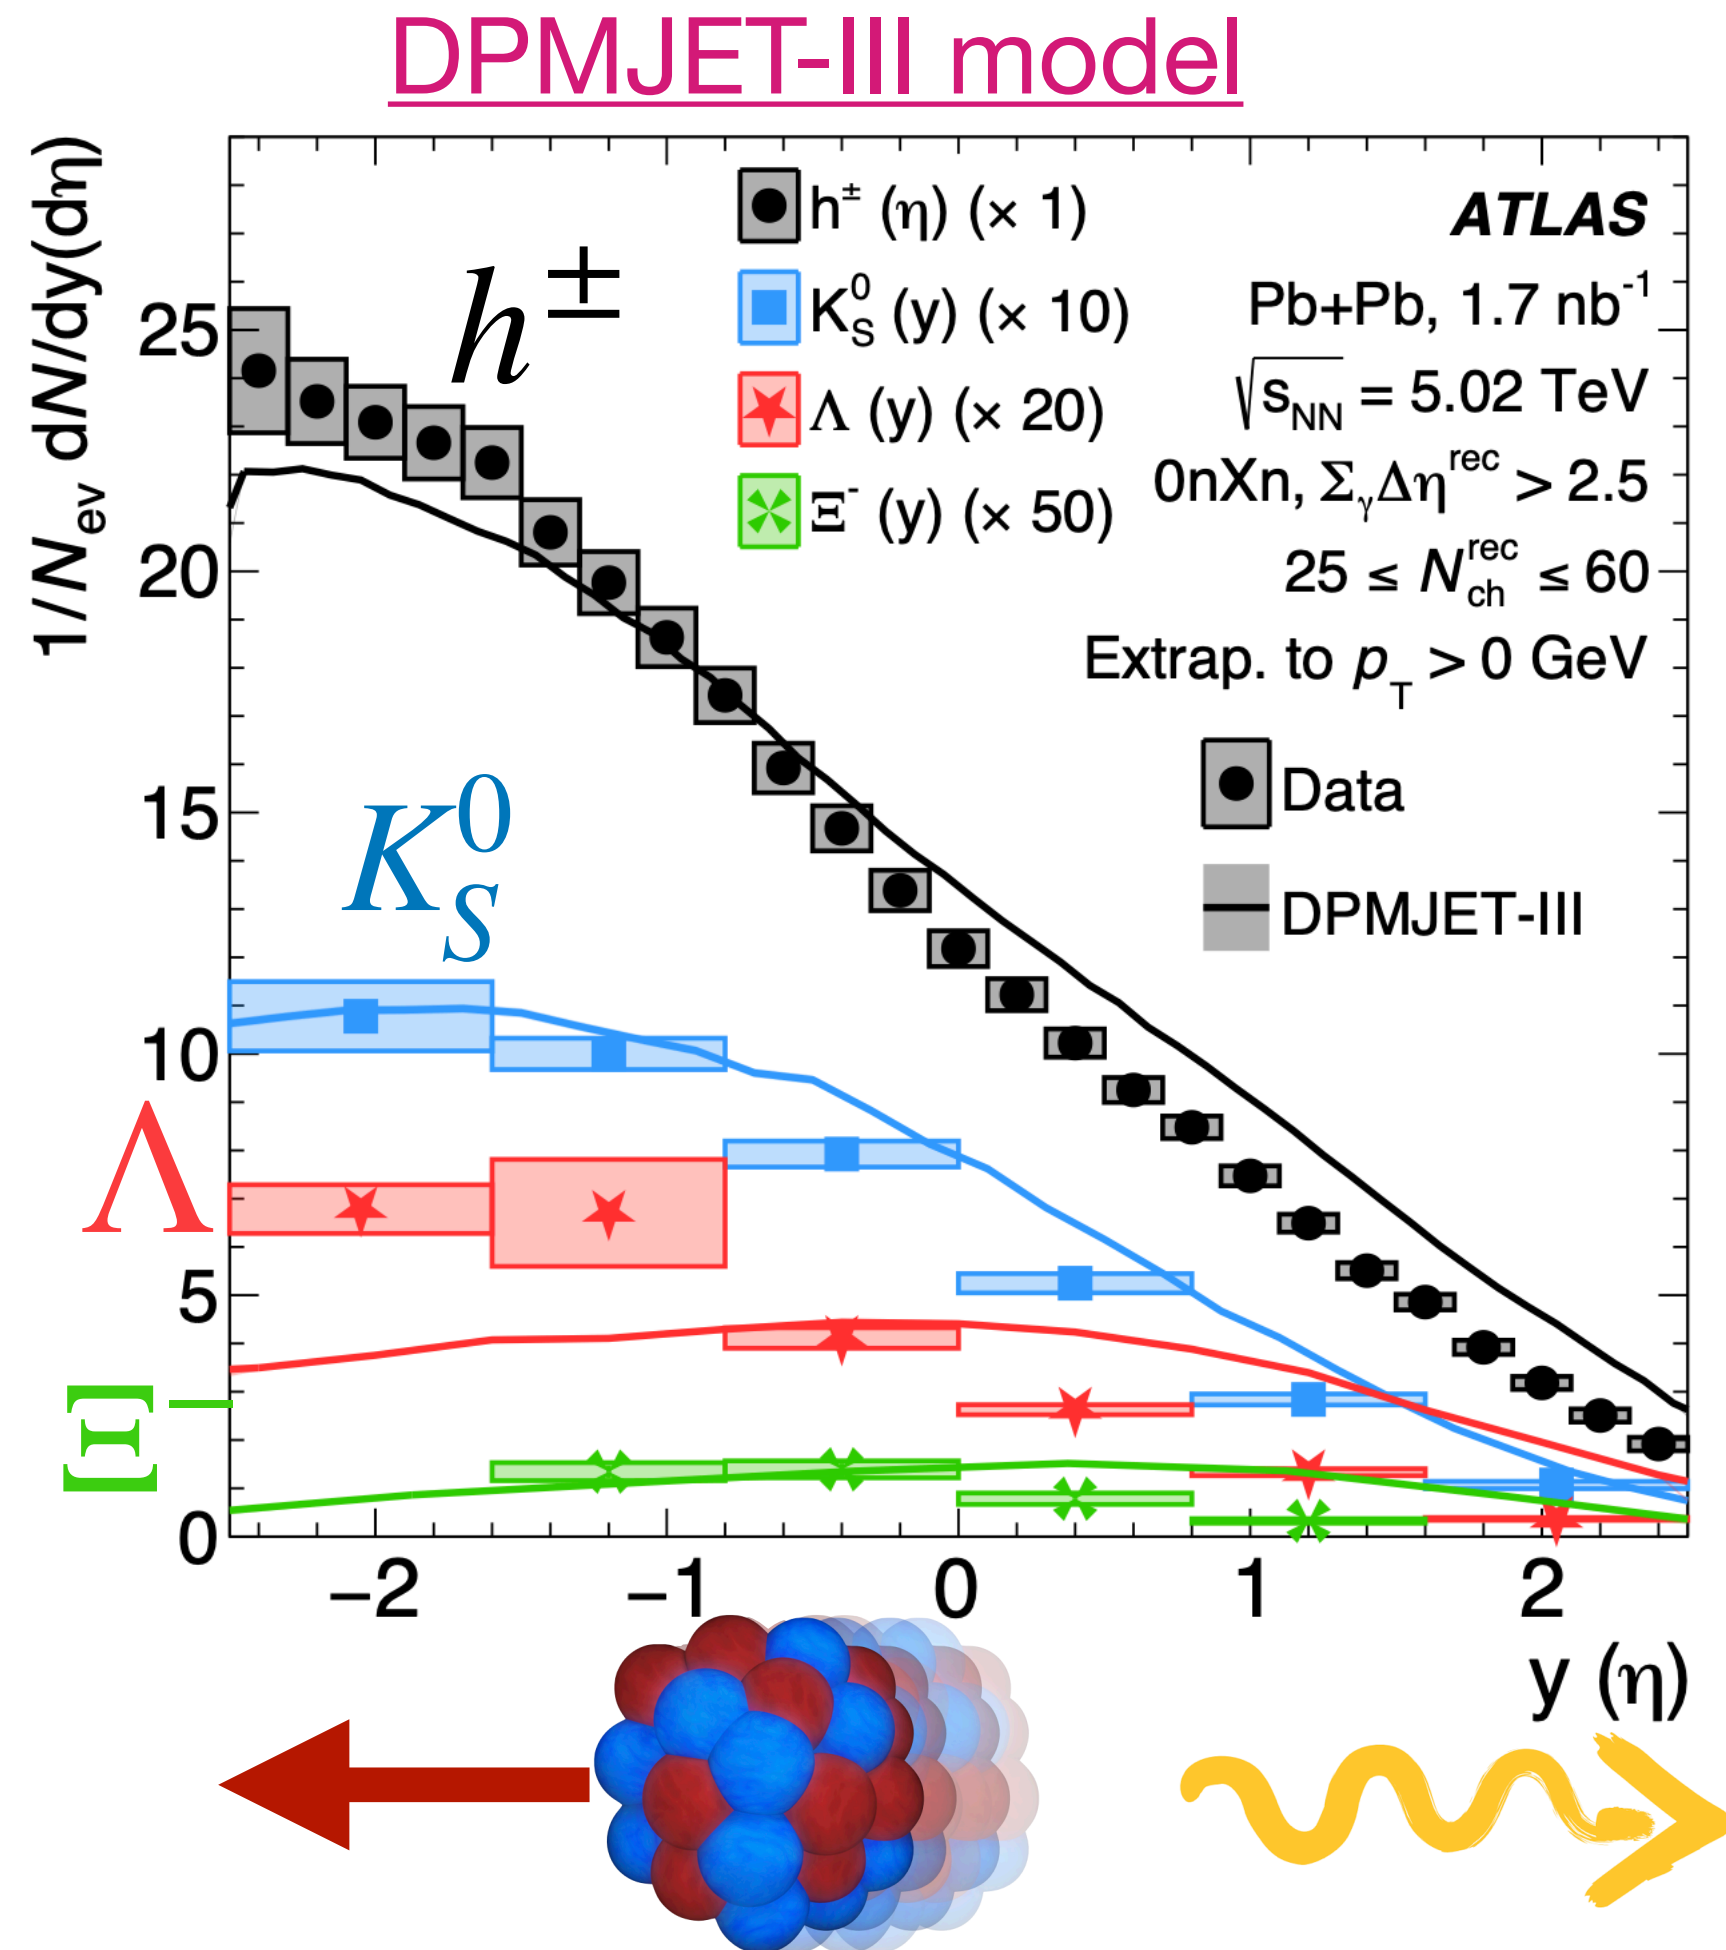 DPMJET-III model
1/N_ev dN/dy(dη)
h± (η) (× 1)
K⁰_S (y) (× 10)
Λ (y) (× 20)
Ξ⁻ (y) (× 50)
ATLAS
Pb+Pb, 1.7 nb⁻¹
√s_NN = 5.02 TeV
0nXn, Σ_γΔη^rec > 2.5
25 ≤ N_ch^rec ≤ 60
Extrap. to p_T > 0 GeV
Data
DPMJET-III
h±
K⁰_S
Λ
Ξ⁻
25
20
15
10
5
0
−2 −1 0 1 2
y (η)